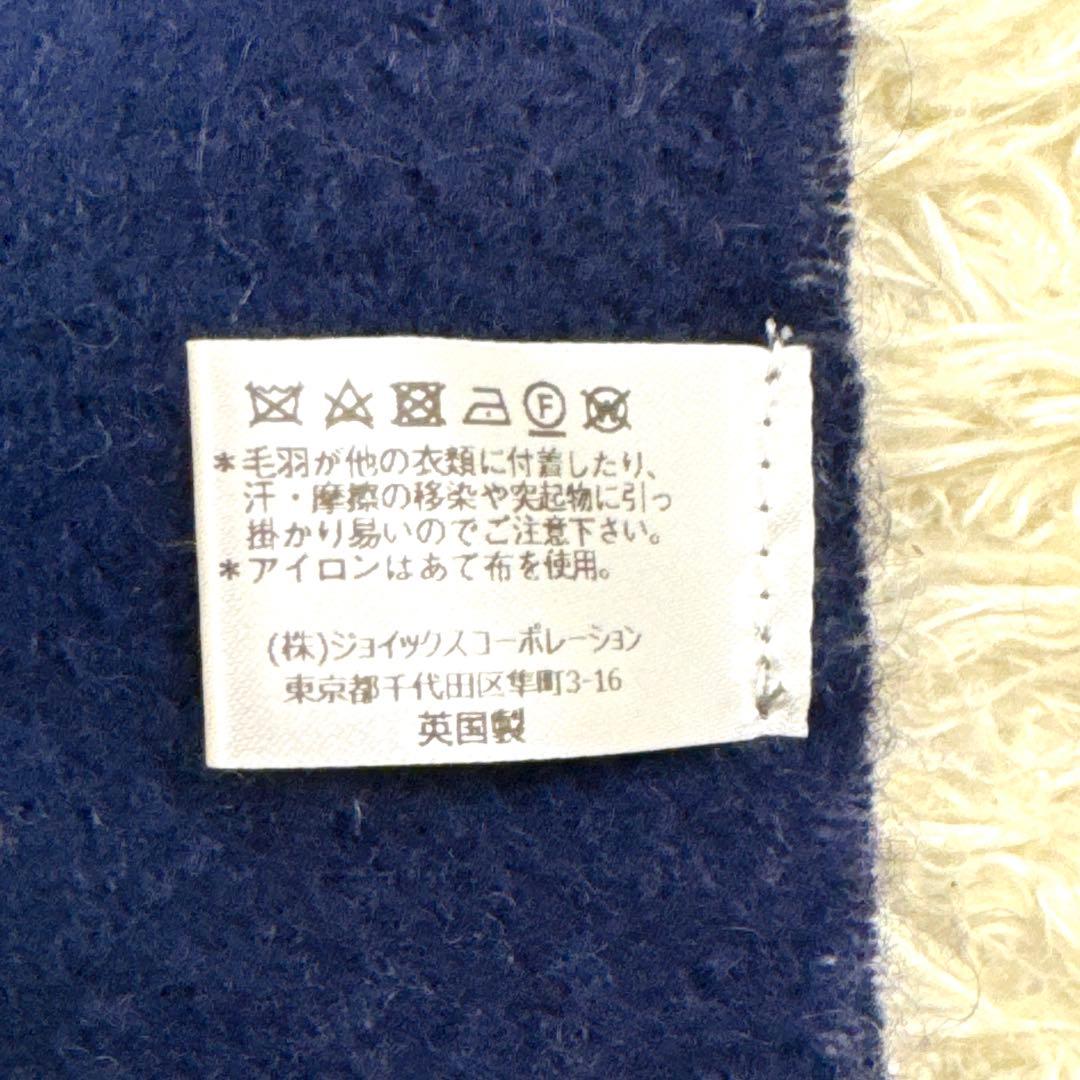 *毛羽が他の衣類に付着したり、
汗・摩擦の移染や突起物に引っ
掛かり易いのでご注意下さい。
*アイロンはあて布を使用。
(株)ジョイックスコーポレーション
東京都千代田区隼町3-16
英国製